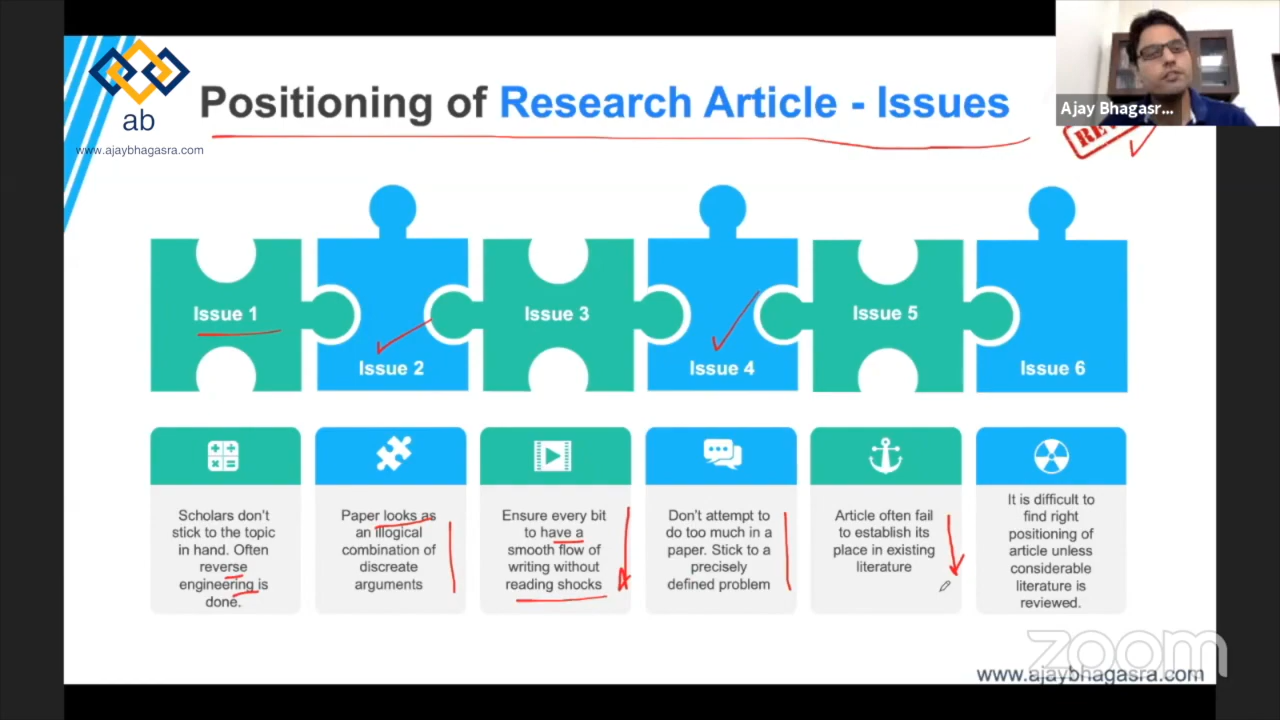 Positioning of Research Article - Issues
ab
www.ajaybhagasra.com
Ajay Bhagasr...
Issue 1
Issue 2
Issue 3
Issue 4
Issue 5
Issue 6
Scholars don't
stick to the topic
in hand. Often
reverse
engineering is
done.
Paper looks as
an illogical
combination of
discreate
arguments
Ensure every bit
to have a
smooth flow of
writing without
reading shocks
Don't attempt to
do too much in a
paper. Stick to a
precisely
defined problem
Article often fail
to establish its
place in existing
literature
It is difficult to
find right
positioning of
article unless
considerable
literature is
reviewed.
zoom
www.ajaybhagasra.com